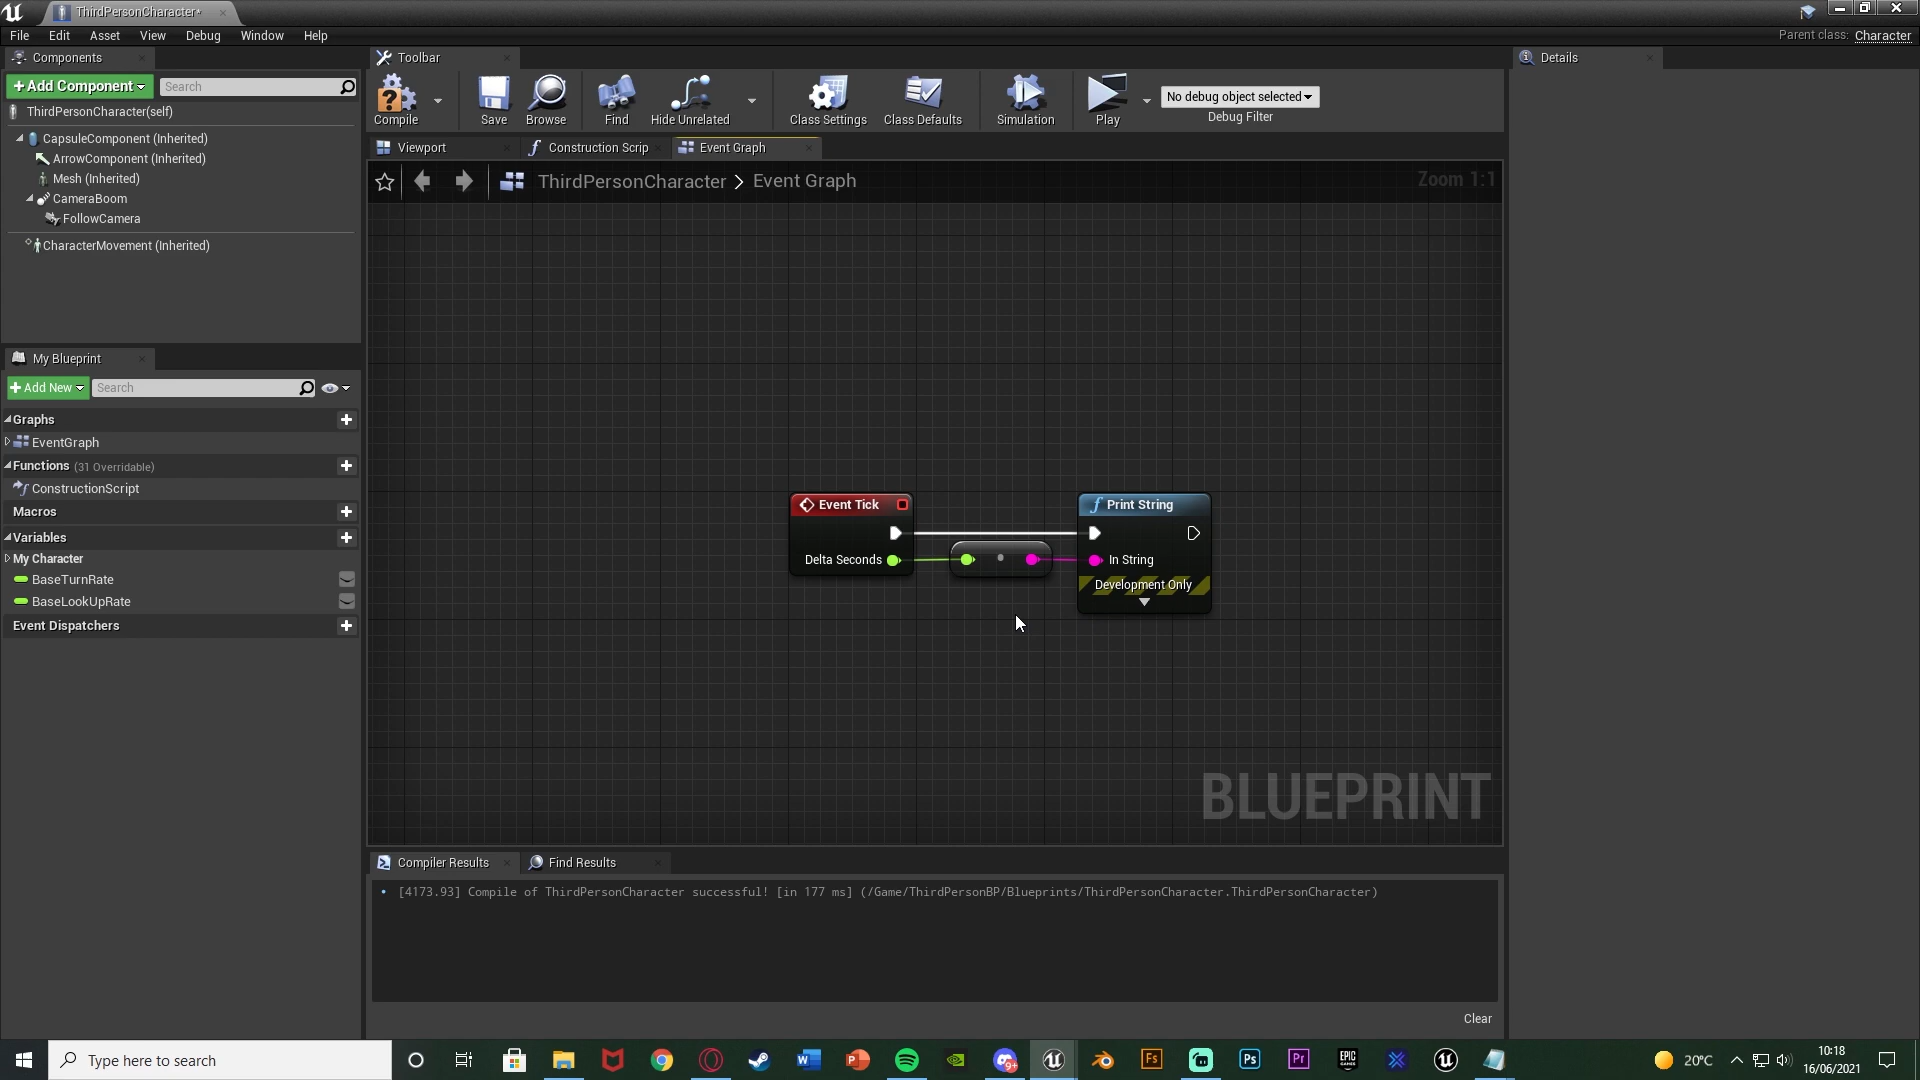 ThirdPersonCharacter*
File Edit Asset View Debug Window Help
Parent class: Character
Components
Toolbar
Details
+ Add Component
Search
ThirdPersonCharacter(self)
CapsuleComponent (Inherited)
ArrowComponent (Inherited)
Mesh (Inherited)
CameraBoom
FollowCamera
CharacterMovement (Inherited)
Compile
Save
Browse
Find
Hide Unrelated
Class Settings
Class Defaults
Simulation
Play
No debug object selected
Debug Filter
Viewport
Construction Scrip
Event Graph
ThirdPersonCharacter > Event Graph
Zoom 1:1
My Blueprint
+ Add New
Search
Graphs
EventGraph
Functions (31 Overridable)
ConstructionScript
Macros
Variables
My Character
BaseTurnRate
BaseLookUpRate
Event Dispatchers
Event Tick
Delta Seconds
Print String
In String
Development Only
BLUEPRINT
Compiler Results
Find Results
[4173.93] Compile of ThirdPersonCharacter successful! [in 177 ms] (/Game/ThirdPersonBP/Blueprints/ThirdPersonCharacter.ThirdPersonCharacter)
Clear
Type here to search
20°C
10:18
16/06/2021